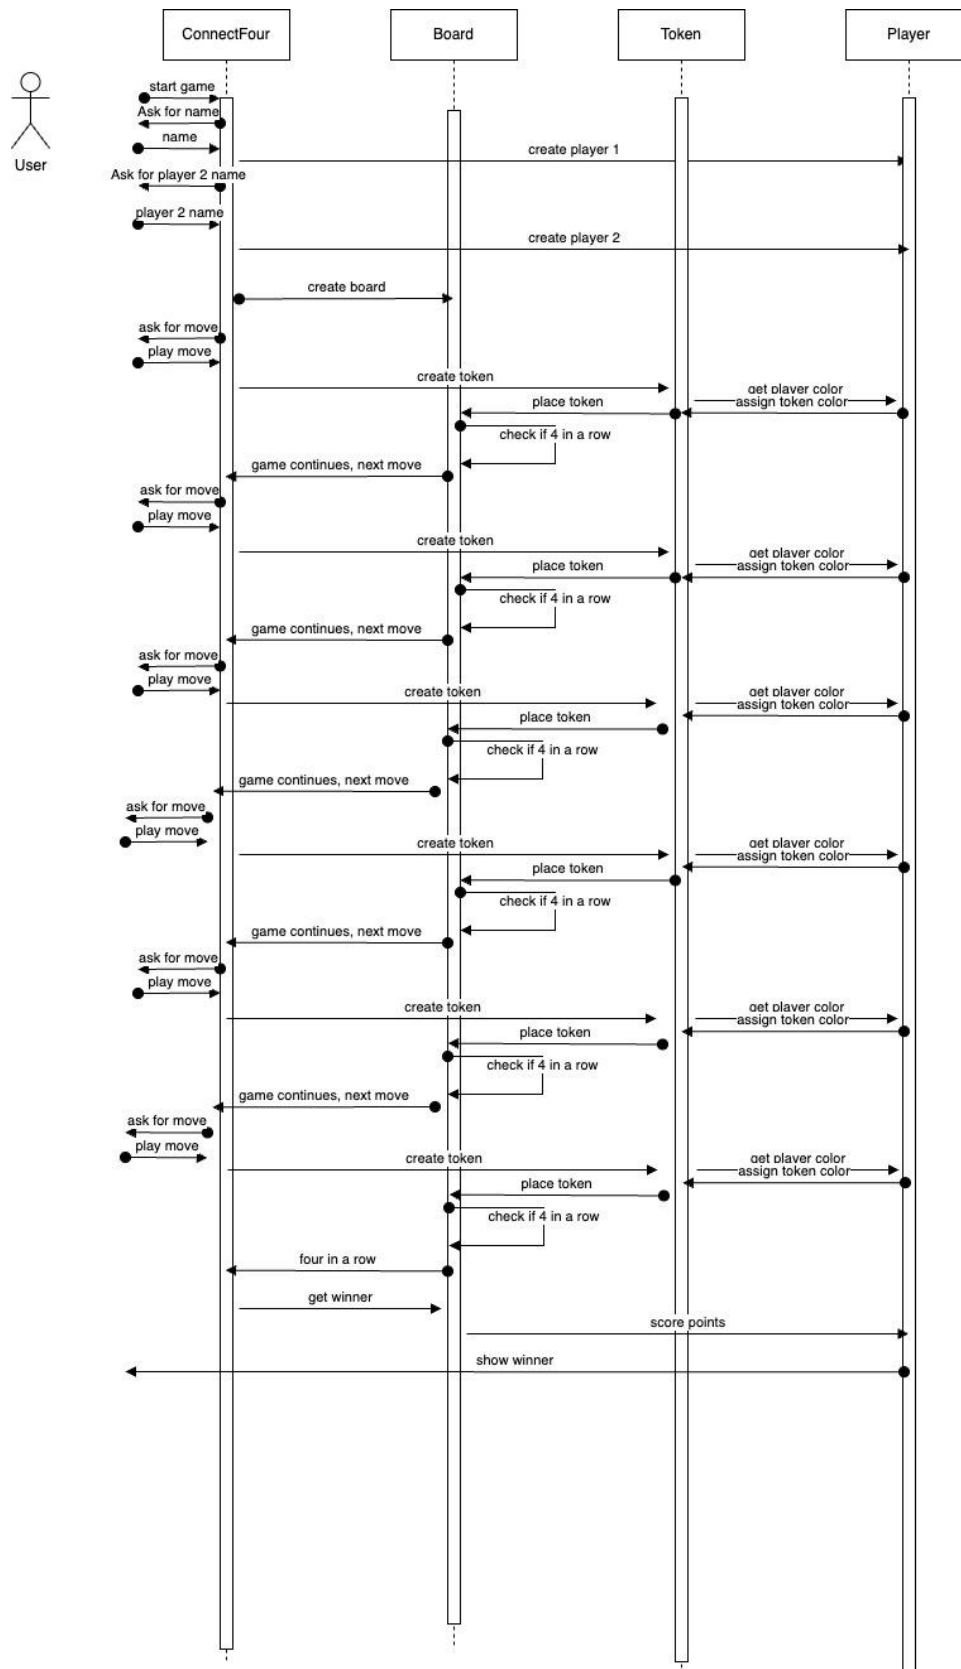 ConnectFour
Board
Token
Player
User
start game
Ask for name
name
create player 1
Ask for player 2 name
player 2 name
create player 2
create board
ask for move
play move
create token
get player color
assign token color
place token
check if 4 in a row
game continues, next move
ask for move
play move
create token
get player color
assign token color
place token
check if 4 in a row
game continues, next move
ask for move
play move
create token
get player color
assign token color
place token
check if 4 in a row
game continues, next move
ask for move
play move
create token
get player color
assign token color
place token
check if 4 in a row
game continues, next move
ask for move
play move
create token
get player color
assign token color
place token
check if 4 in a row
game continues, next move
ask for move
play move
create token
get player color
assign token color
place token
check if 4 in a row
four in a row
get winner
score points
show winner